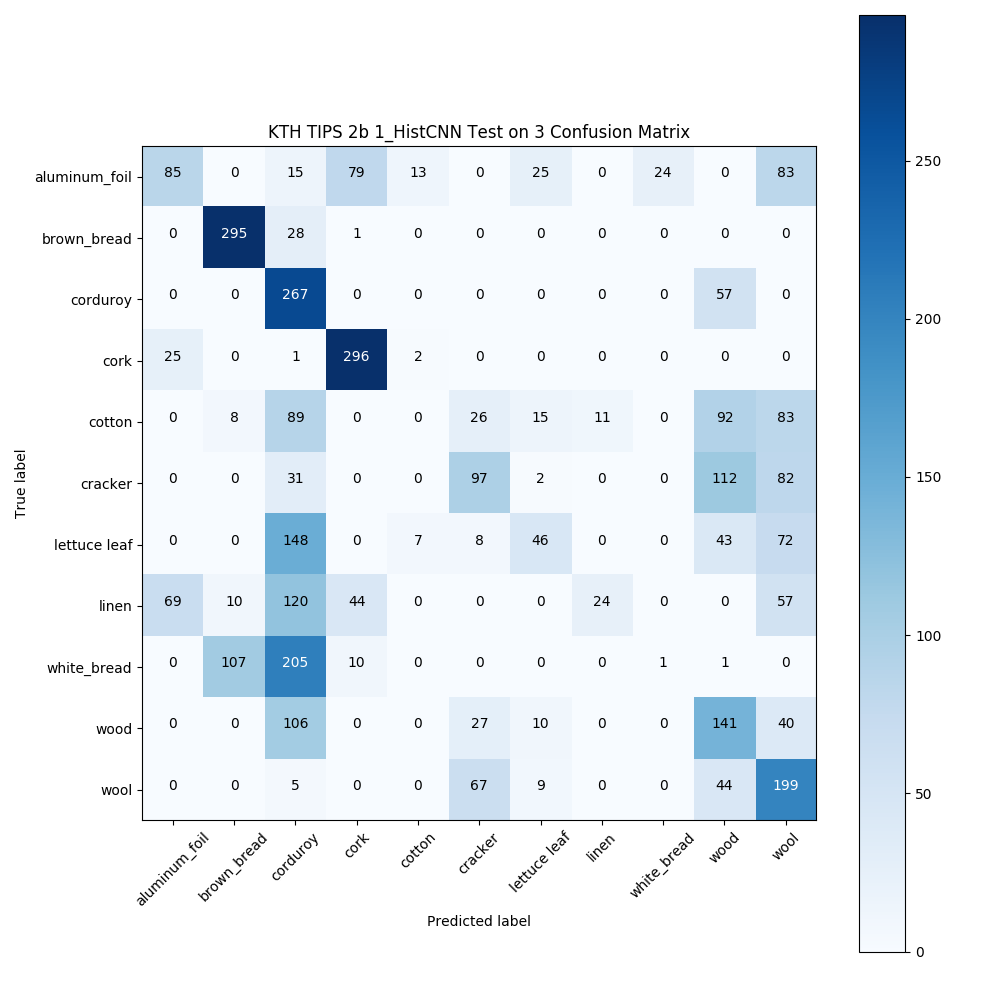 KTH TIPS 2b 1_HistCNN Test on 3 Confusion Matrix
aluminum_foil 85 0 15 79 13 0 25 0 24 0 83
brown_bread 0 295 28 1 0 0 0 0 0 0 0
corduroy 0 0 267 0 0 0 0 0 0 57 0
cork 25 0 1 296 2 0 0 0 0 0 0
cotton 0 8 89 0 0 26 15 11 0 92 83
cracker 0 0 31 0 0 97 2 0 0 112 82
lettuce leaf 0 0 148 0 7 8 46 0 0 43 72
linen 69 10 120 44 0 0 0 24 0 0 57
white_bread 0 107 205 10 0 0 0 0 1 1 0
wood 0 0 106 0 0 27 10 0 0 141 40
wool 0 0 5 0 0 67 9 0 0 44 199
True label
aluminum_foil brown_bread corduroy cork cotton cracker lettuce leaf linen white_bread wood wool
Predicted label
250
200
150
100
50
0